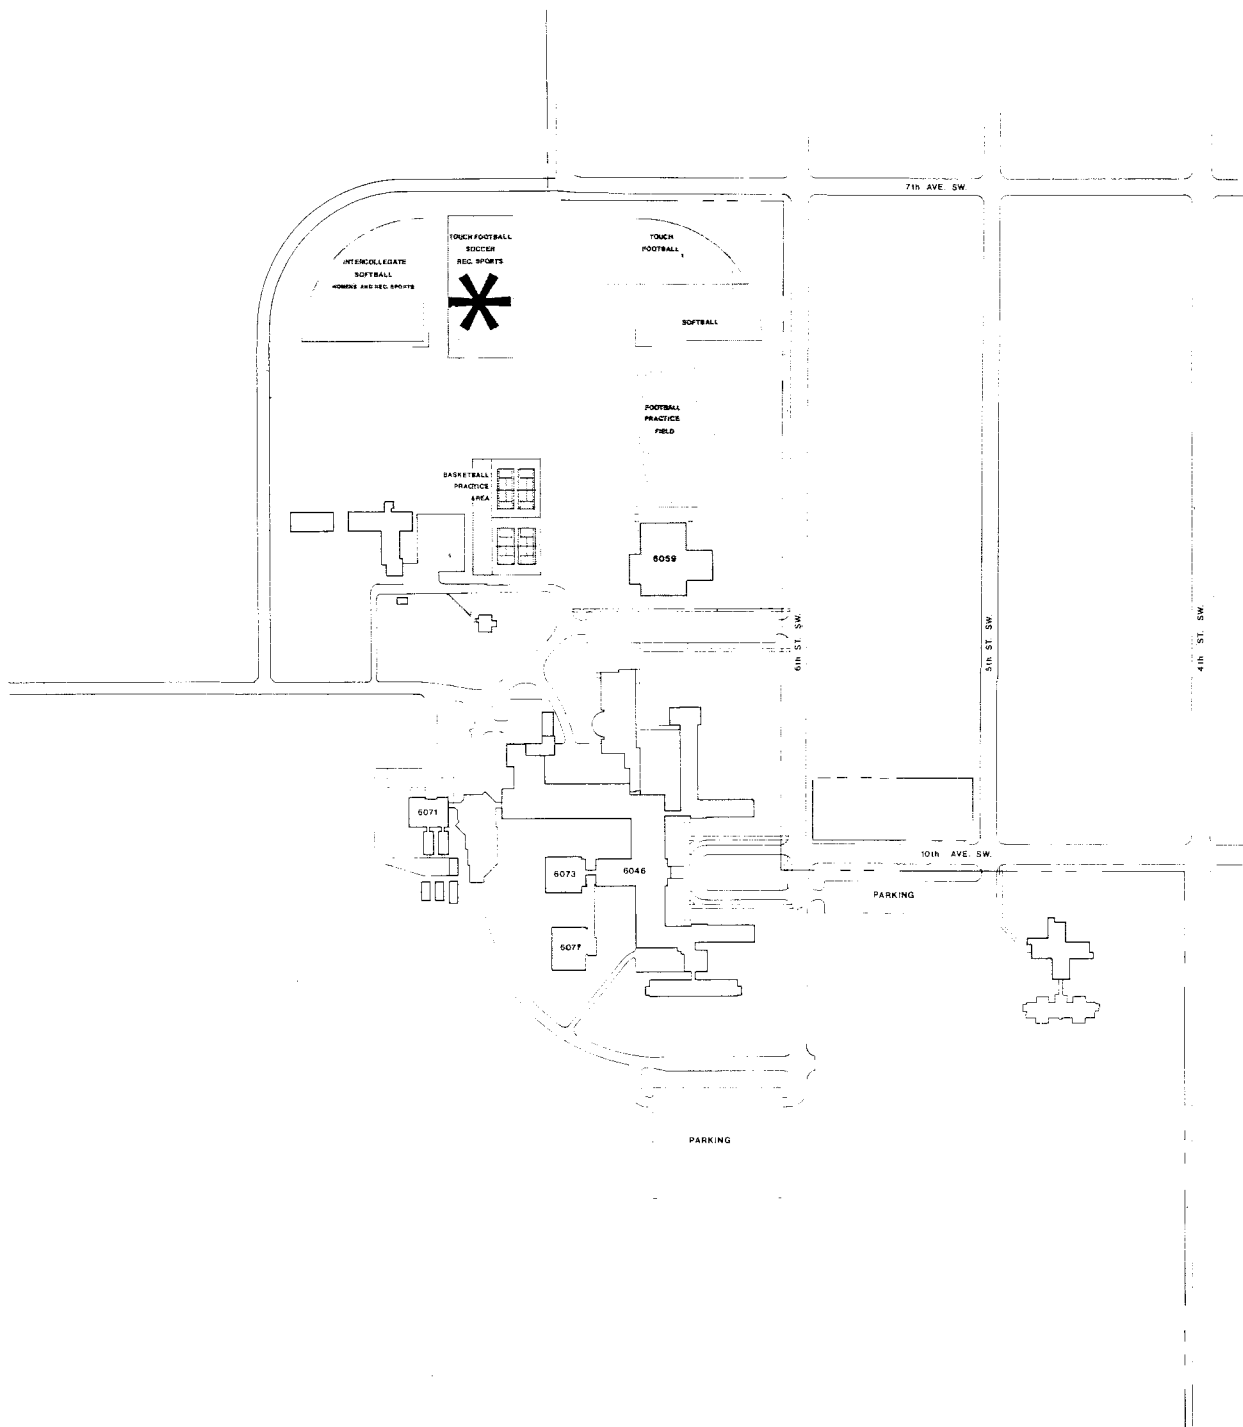 7th AVE. SW.
TOUCH FOOTBALL
SOCCER
REC. SPORTS
TOUCH
FOOTBALL
INTERCOLLEGIATE
SOFTBALL
WOMENS AND REC. SPORTS
SOFTBALL
FOOTBALL
PRACTICE
FIELD
BASKETBALL
PRACTICE
AREA
6059
6th ST. SW.
5th ST. SW.
4th ST. SW.
6071
10th AVE. SW.
6073
6046
PARKING
6077
PARKING